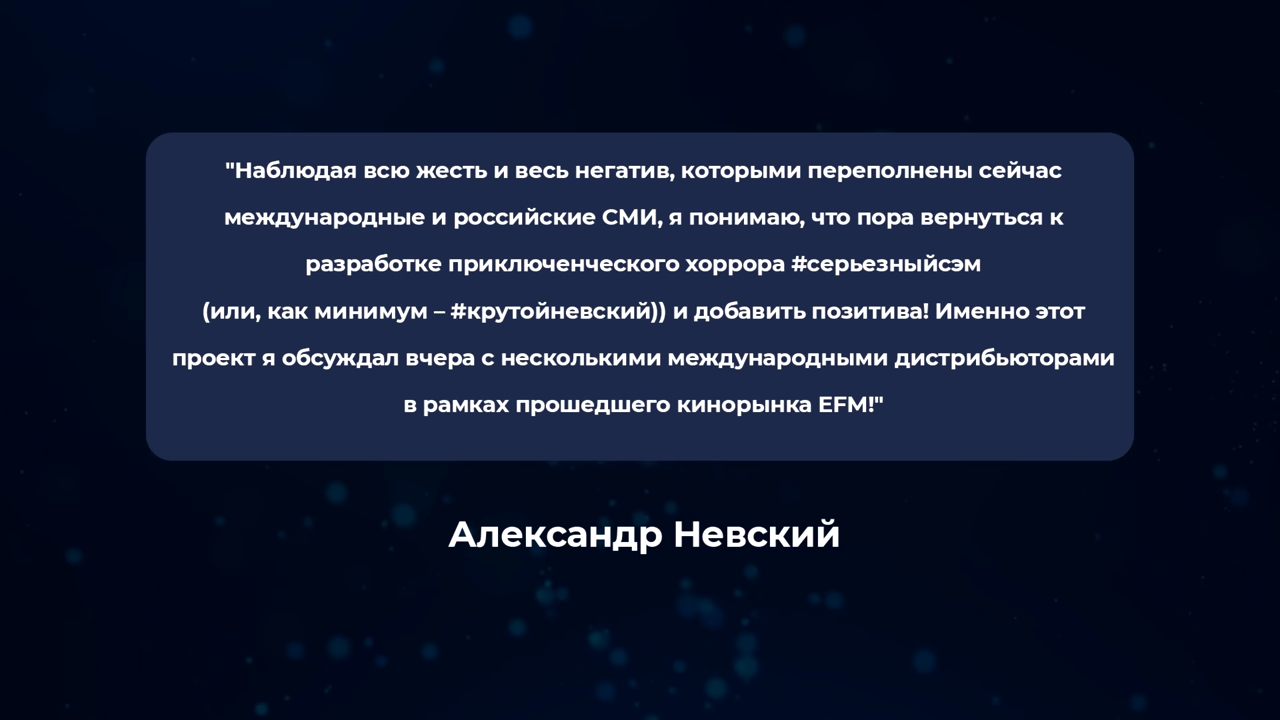 "Наблюдая всю жесть и весь негатив, которыми переполнены сейчас
международные и российские СМИ, я понимаю, что пора вернуться к
разработке приключенческого хоррора #серьезныйсэм
(или, как минимум – #крутойневский)) и добавить позитива! Именно этот
проект я обсуждал вчера с несколькими международными дистрибьюторами
в рамках прошедшего кинорынка EFM!"
Александр Невский